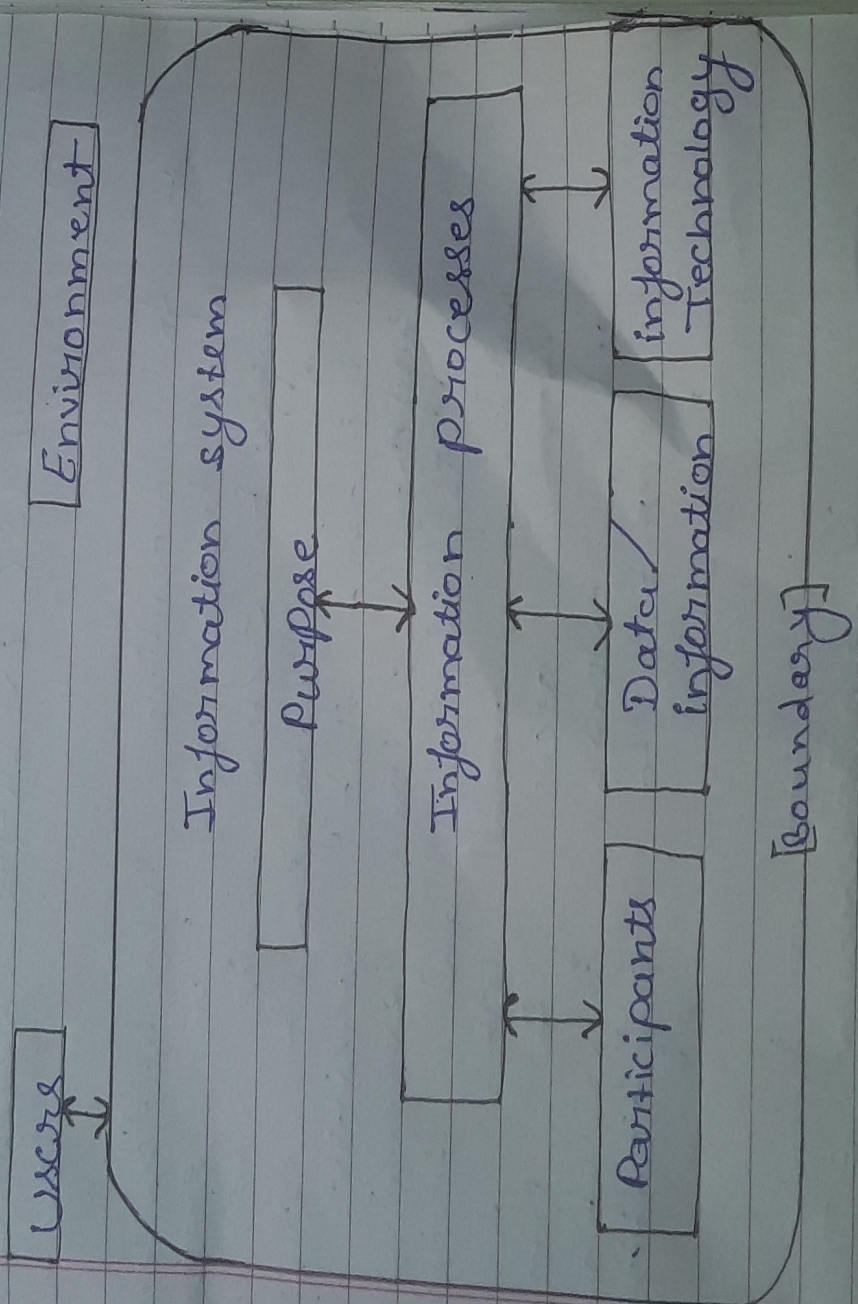 Users
Environment
Information system
Purpose
Information processes
Participants
Data/
information
information
Technology
[Boundary]